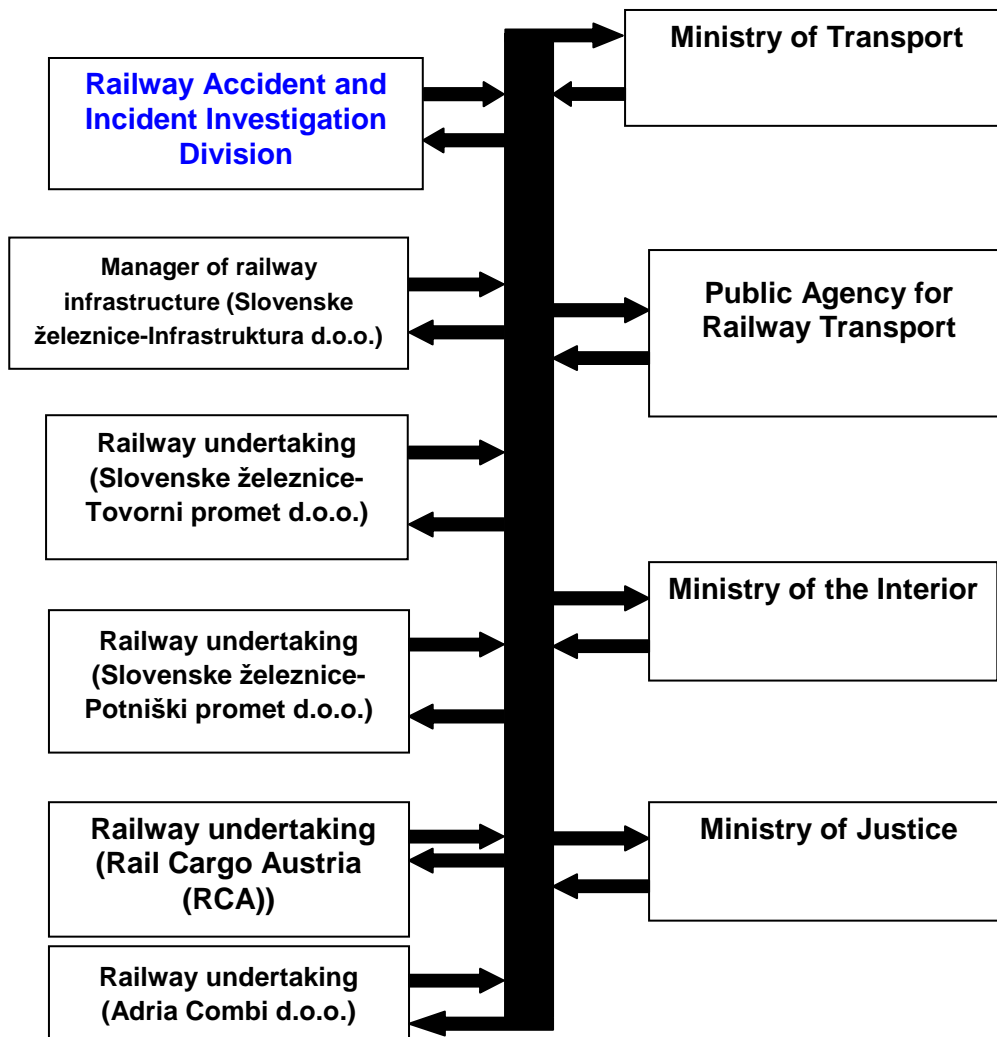 Railway Accident and
Incident Investigation
Division
Manager of railway
infrastructure (Slovenske
železnice-Infrastruktura d.o.o.)
Railway undertaking
(Slovenske železnice-
Tovorni promet d.o.o.)
Railway undertaking
(Slovenske železnice-
Potniški promet d.o.o.)
Railway undertaking
(Rail Cargo Austria
(RCA))
Railway undertaking
(Adria Combi d.o.o.)
Ministry of Transport
Public Agency for
Railway Transport
Ministry of the Interior
Ministry of Justice